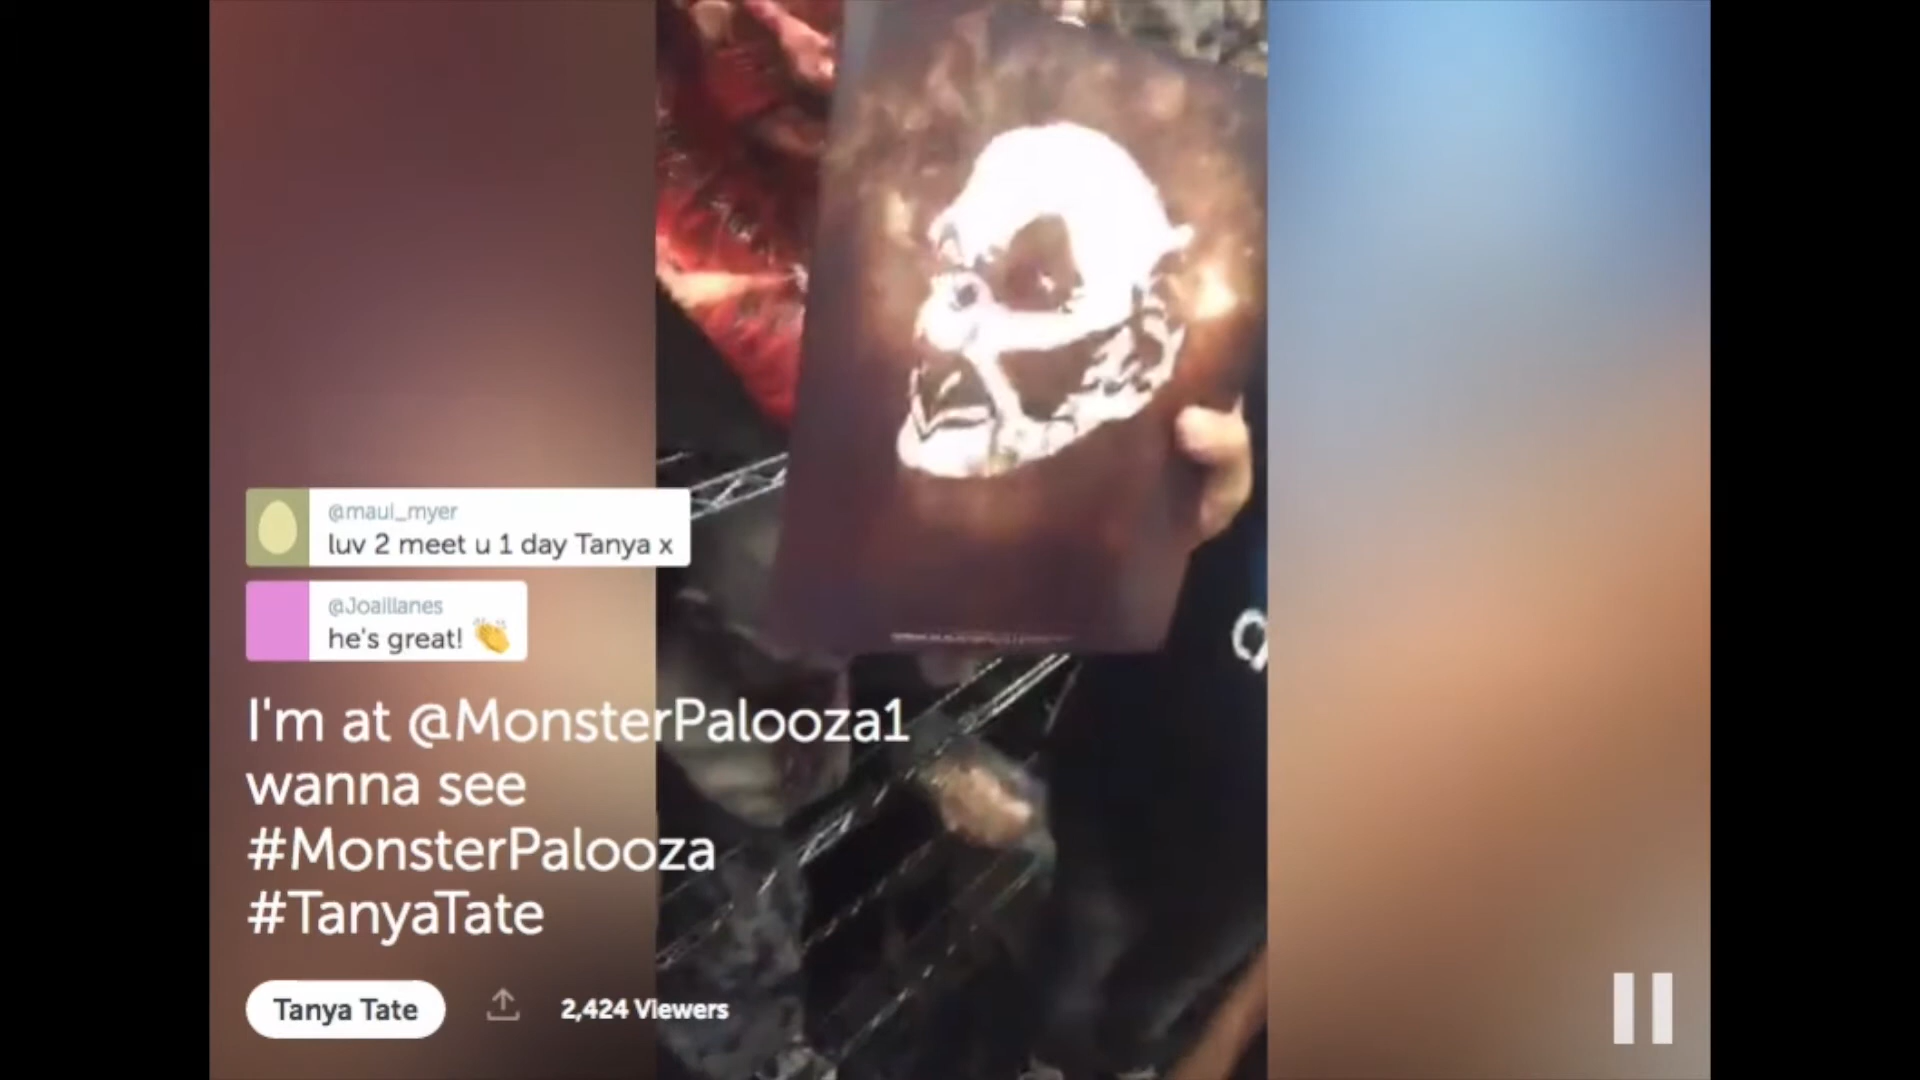 @maul_myer
luv 2 meet u 1 day Tanya x
@Joaillanes
he's great! 👏
I'm at @MonsterPalooza1
wanna see
#MonsterPalooza
#TanyaTate
Tanya Tate
2,424 Viewers